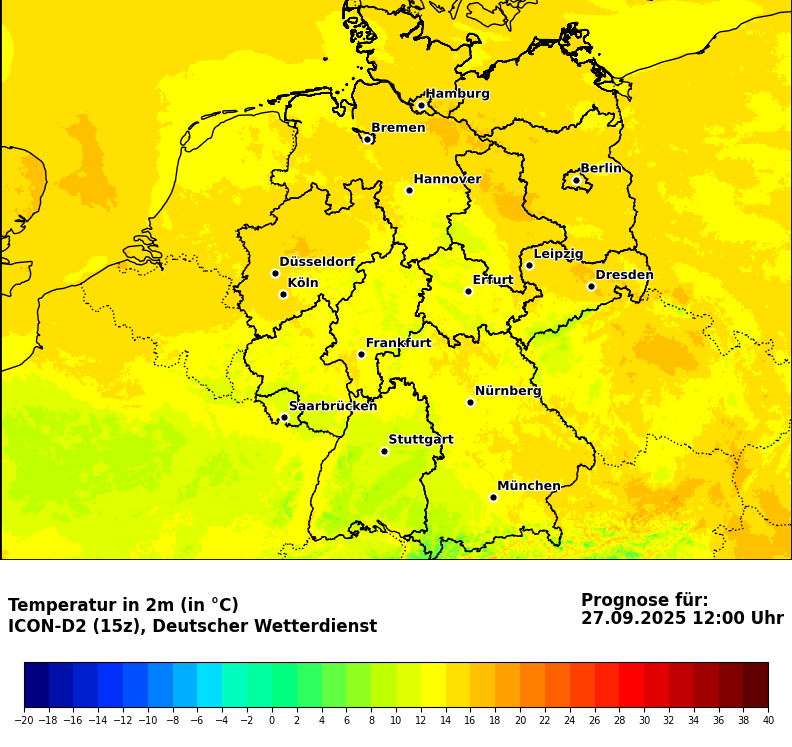 Hamburg
Bremen
Berlin
Hannover
Leipzig
Düsseldorf
Dresden
Köln
Erfurt
Frankfurt
Nürnberg
Saarbrücken
Stuttgart
München
Temperatur in 2m (in °C)
ICON-D2 (15z), Deutscher Wetterdienst
Prognose für:
27.09.2025 12:00 Uhr
−20 −18 −16 −14 −12 −10 −8 −6 −4 −2 0 2 4 6 8 10 12 14 16 18 20 22 24 26 28 30 32 34 36 38 40